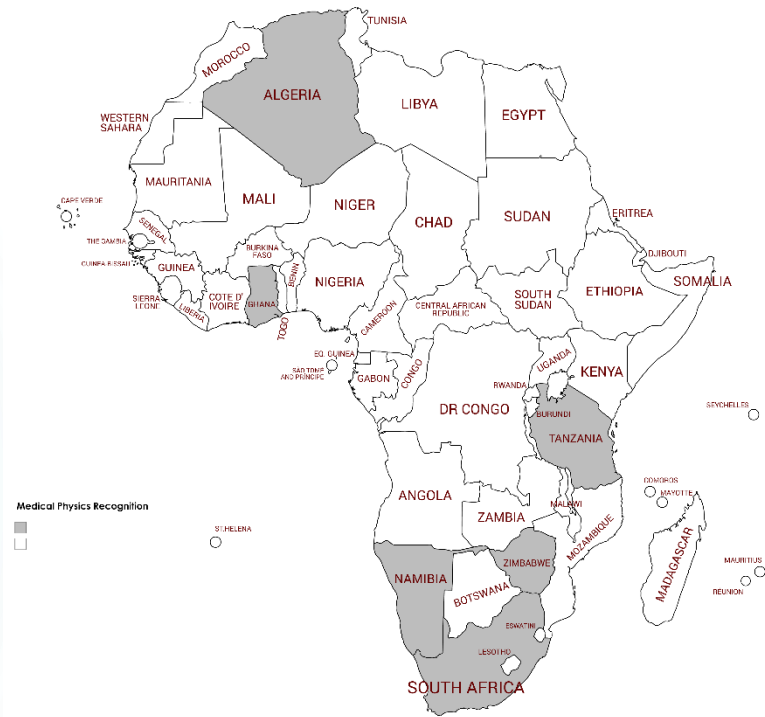 TUNISIA
MOROCCO
ALGERIA
LIBYA
EGYPT
WESTERN
SAHARA
MAURITANIA
MALI
NIGER
CHAD
SUDAN
ERITREA
CAPE VERDE
SENEGAL
THE GAMBIA
GUINEA BISSAU
GUINEA
BURKINA
FASO
BENIN
NIGERIA
DJIBOUTI
SOMALIA
ETHIOPIA
SOUTH
SUDAN
CENTRAL AFRICAN
REPUBLIC
CAMEROON
SIERRA
LEONE
LIBERIA
COTE D'
IVOIRE
GHANA
TOGO
EQ. GUINEA
SAO TOME
AND PRINCIPE
GABON
CONGO
DR CONGO
UGANDA
KENYA
RWANDA
BURUNDI
TANZANIA
SEYCHELLES
COMOROS
MAYOTTE
ANGOLA
ZAMBIA
MALAWI
MOZAMBIQUE
MADAGASCAR
MAURITIUS
REUNION
Medical Physics Recognition
ST.HELENA
NAMIBIA
ZIMBABWE
BOTSWANA
ESWATINI
LESOTHO
SOUTH AFRICA